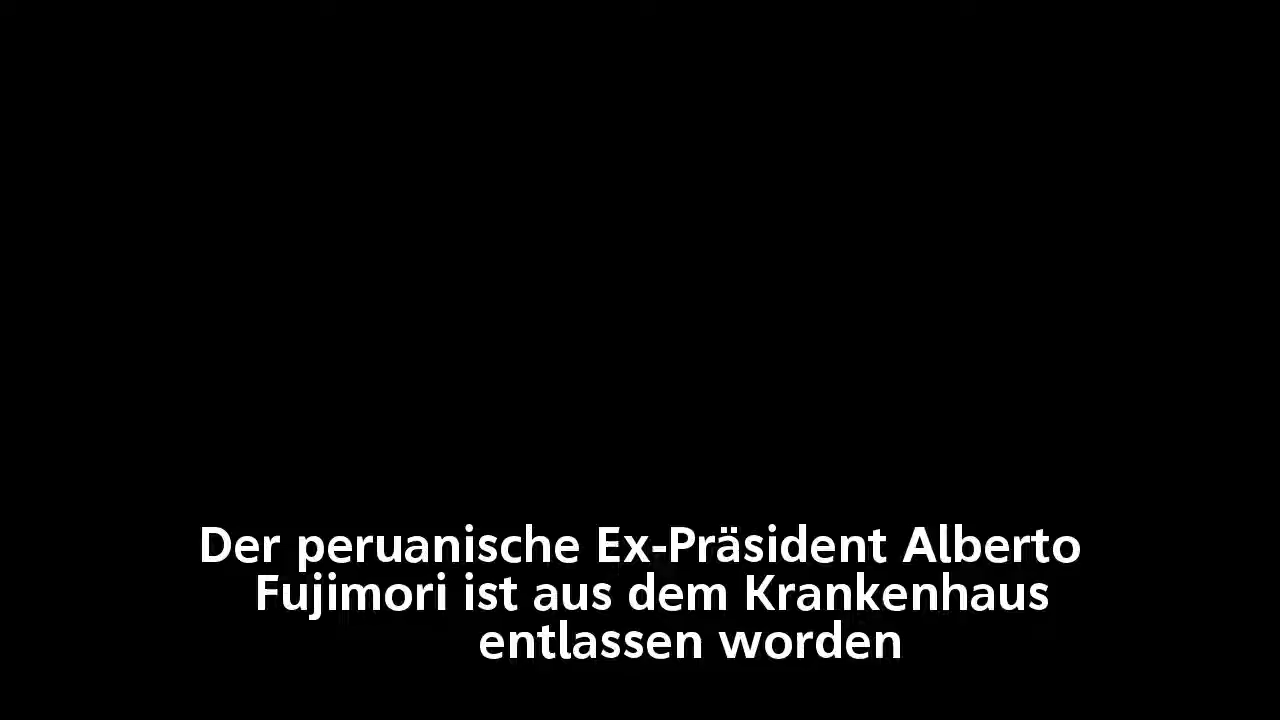 Der peruanische Ex-Präsident Alberto
Fujimori ist aus dem Krankenhaus
entlassen worden